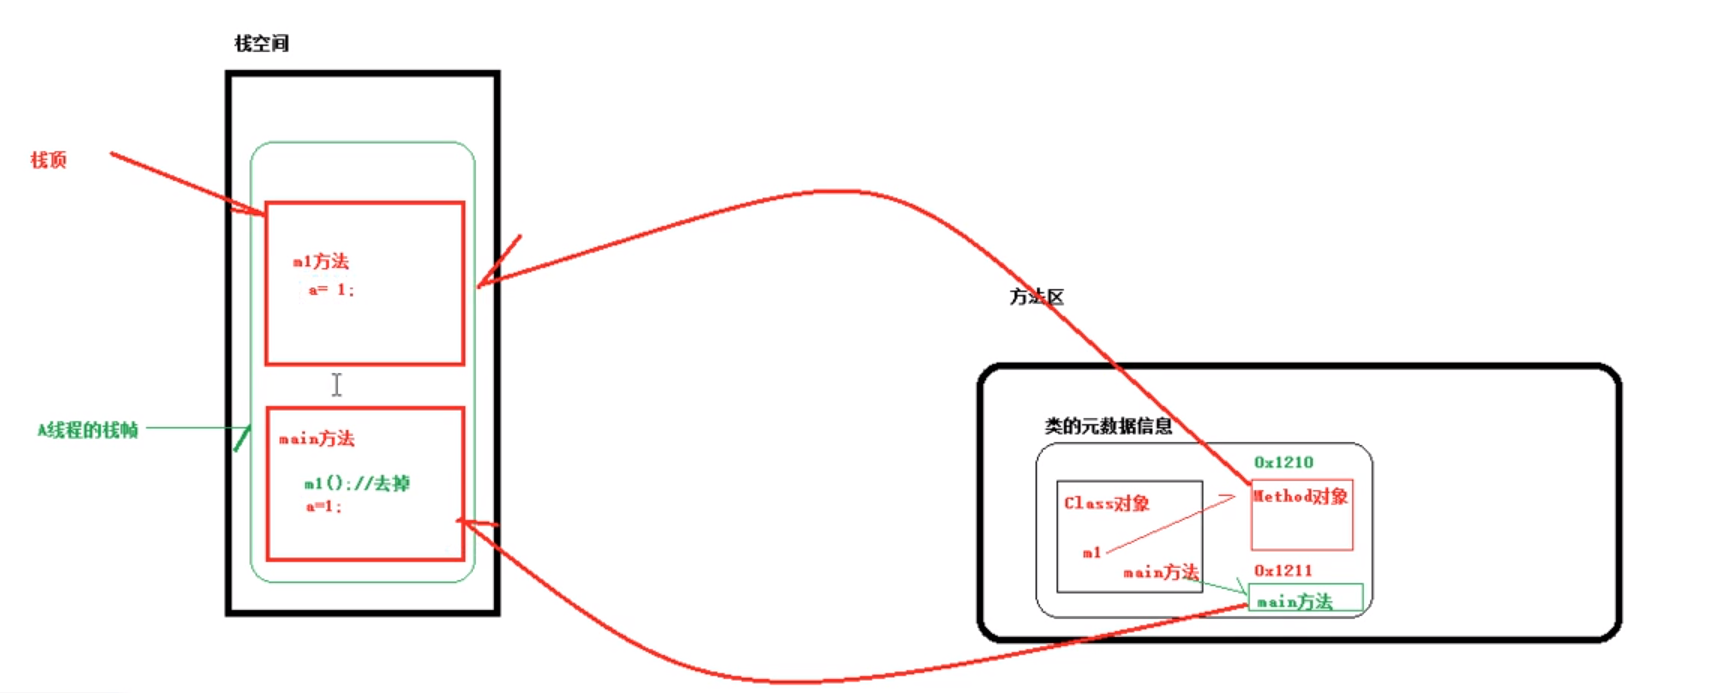 栈空间
栈顶
m1方法
a= 1;
A线程的栈帧
main方法
m1();//去掉
a=1;
方法区
类的元数据信息
0x1210
Class对象
Method对象
m1
main方法
0x1211
main方法